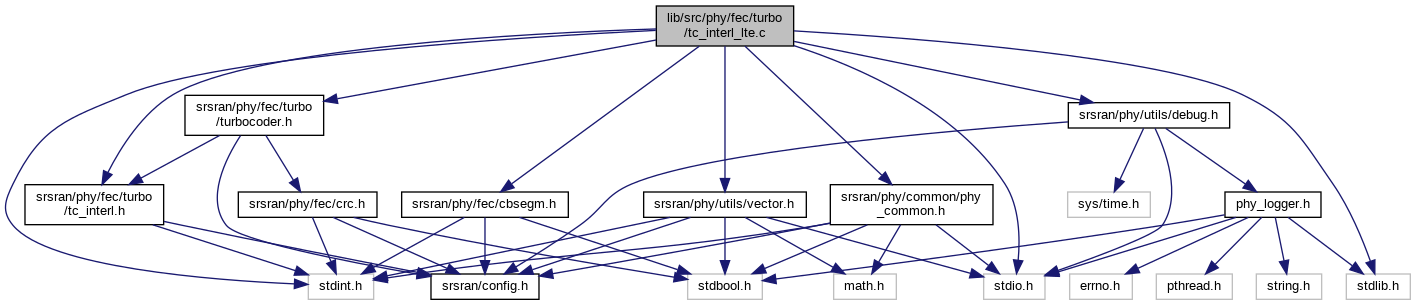 lib/src/phy/fec/turbo
/tc_interl_lte.c
srsran/phy/fec/turbo
/turbocoder.h
srsran/phy/utils/debug.h
srsran/phy/fec/turbo
/tc_interl.h
srsran/phy/fec/crc.h
srsran/phy/fec/cbsegm.h
srsran/phy/utils/vector.h
srsran/phy/common/phy
_common.h
sys/time.h
phy_logger.h
stdint.h
srsran/config.h
stdbool.h
math.h
stdio.h
errno.h
pthread.h
string.h
stdlib.h